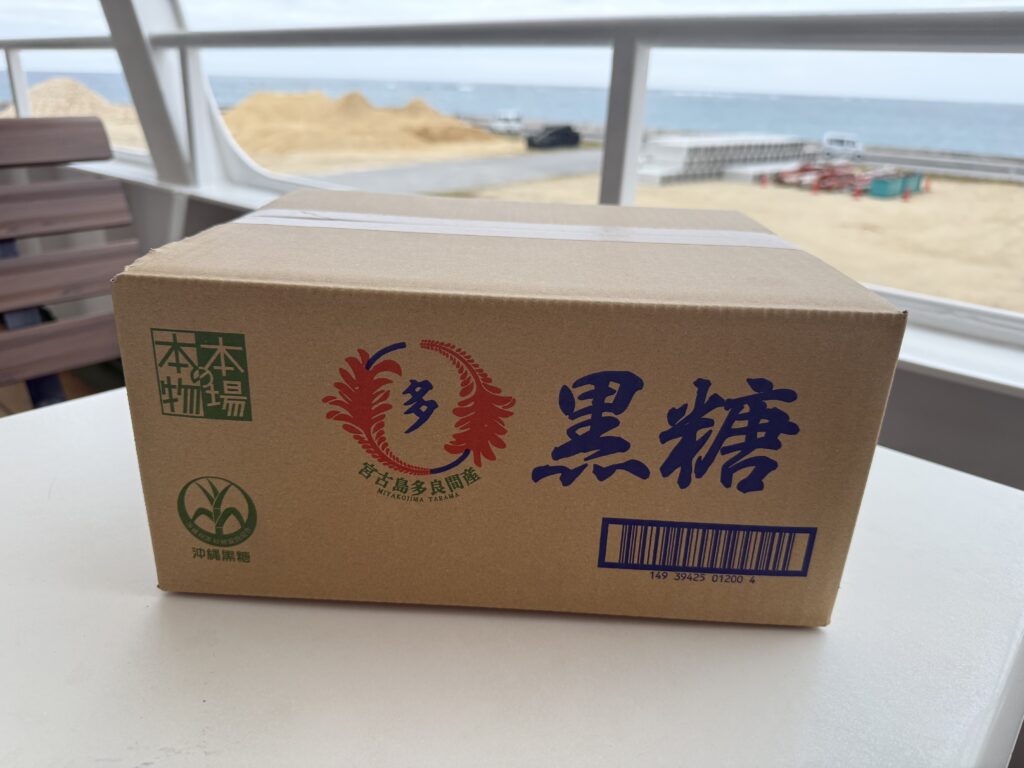 本場の本物
多
宮古島多良間産
MIYAKOJIMA TARAMA
黒糖
沖縄黒糖
149 39425 01200 4